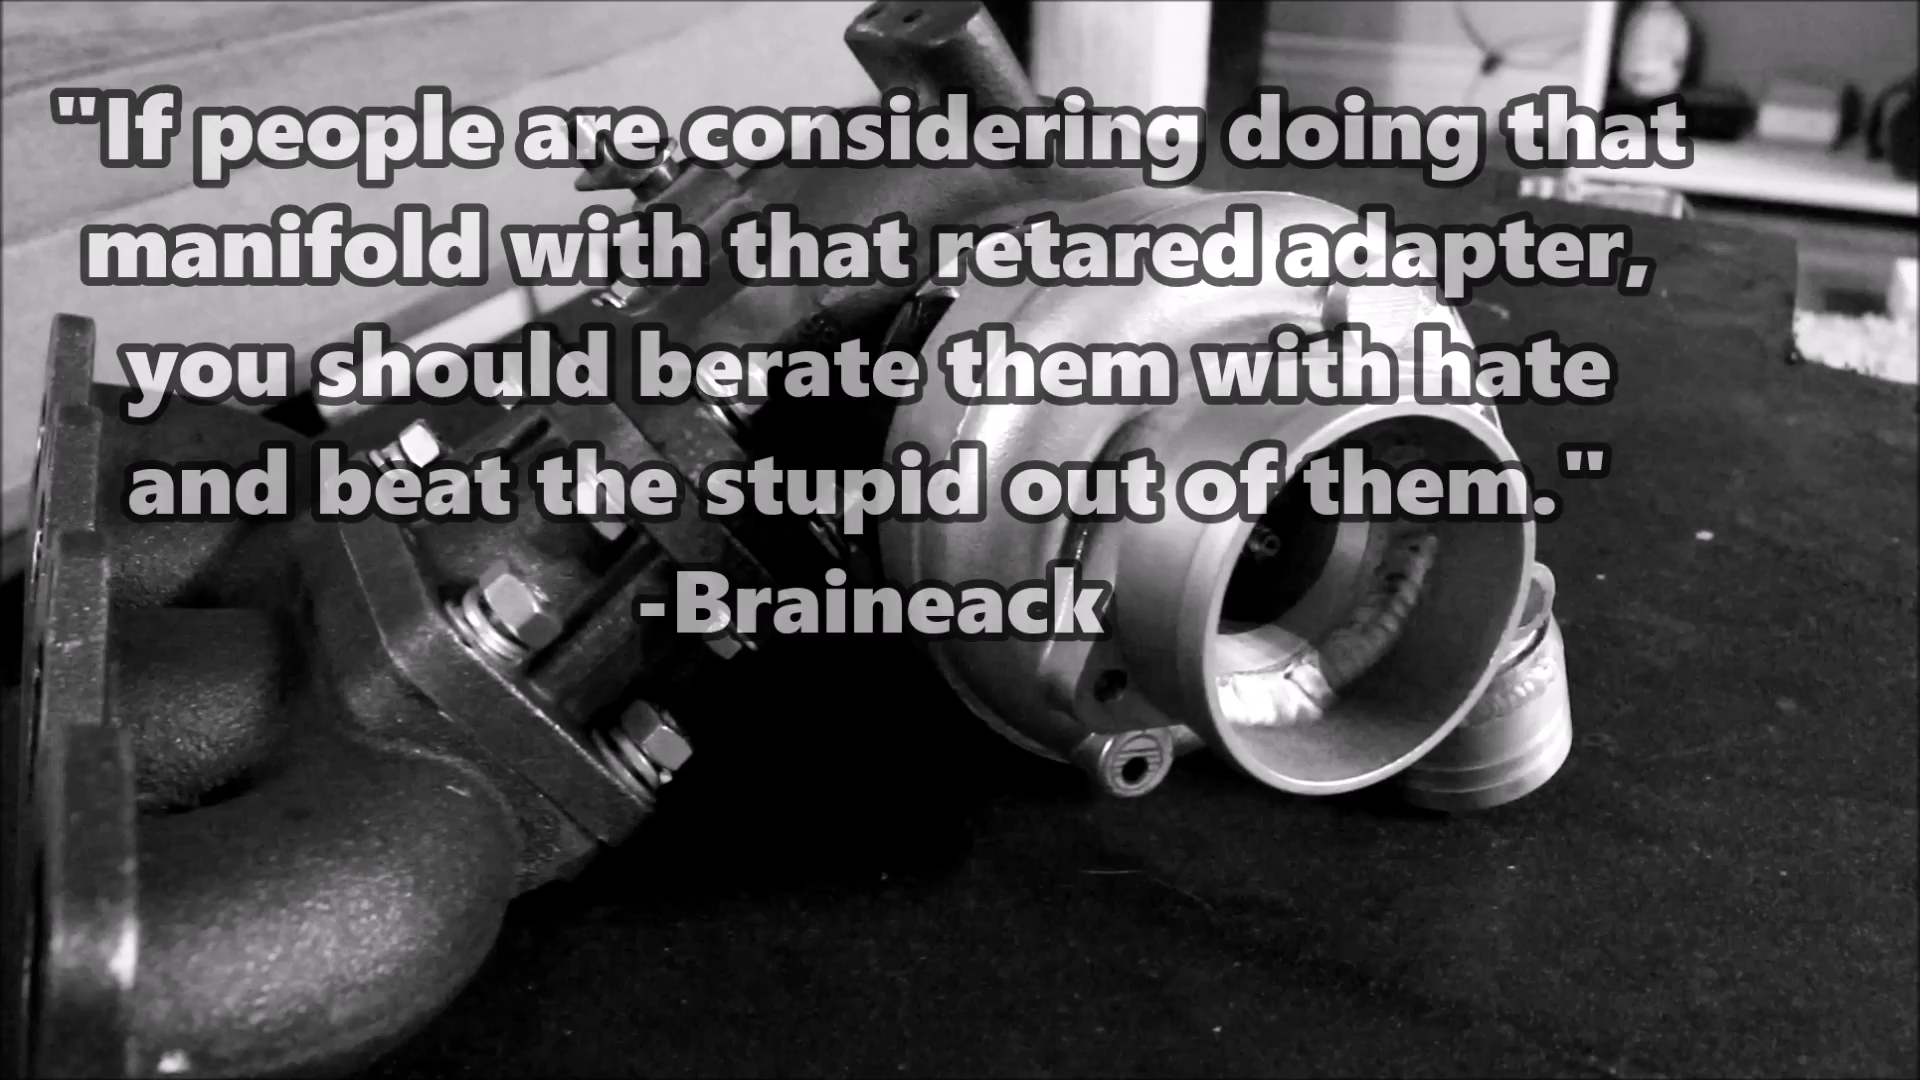 "If people are considering doing that
manifold with that retared adapter,
you should berate them with hate
and beat the stupid out of them."
-Braineack